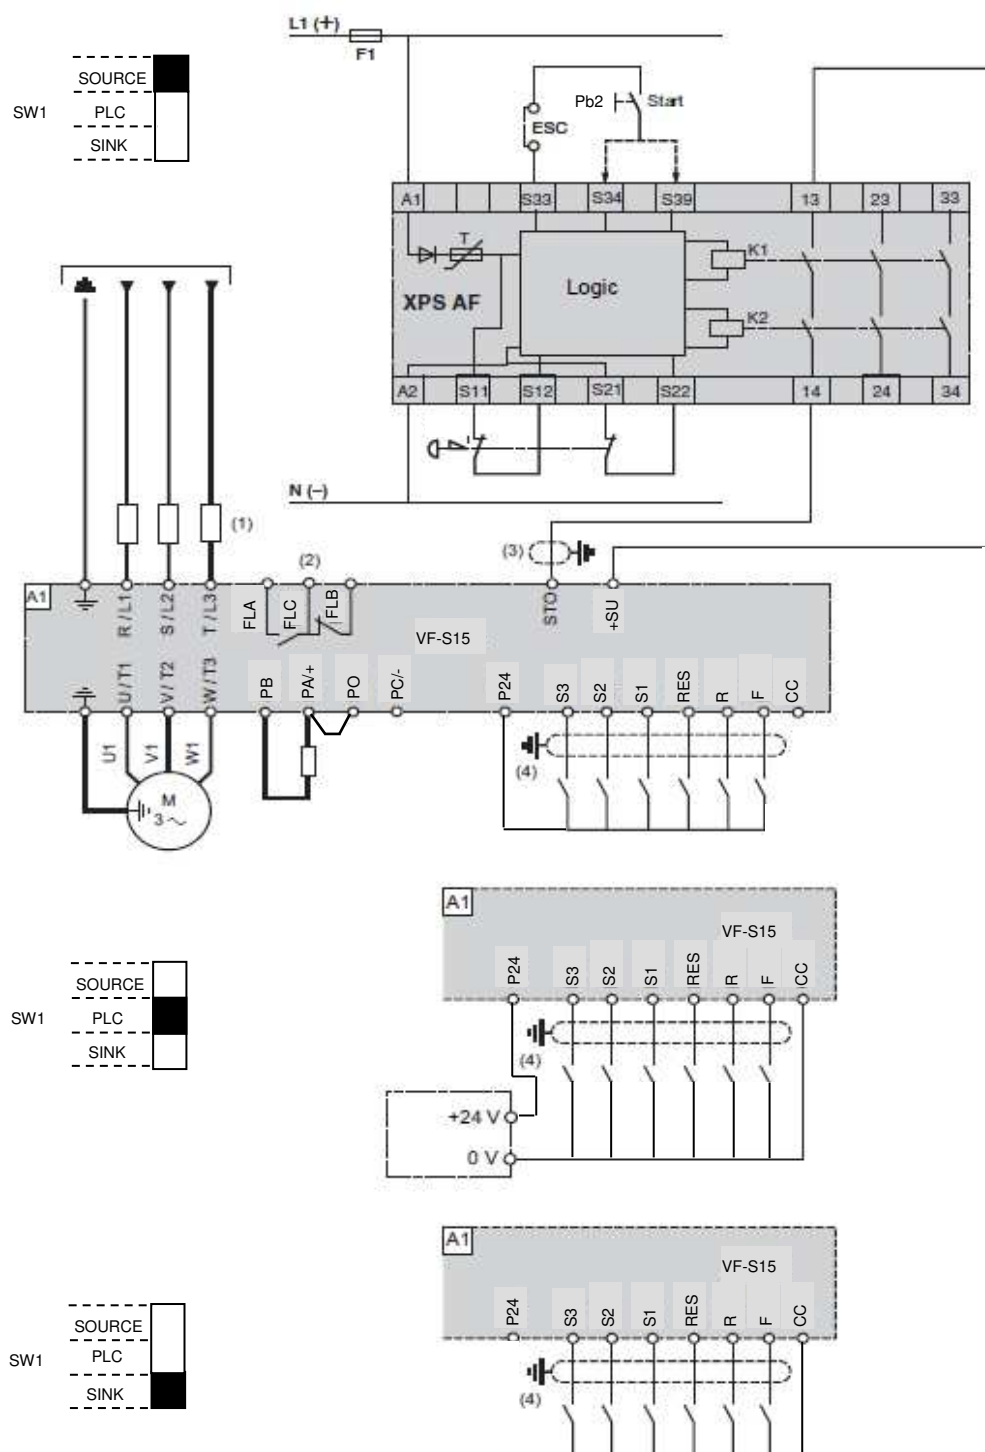 L1 (+)
F1
SW1
SOURCE
PLC
SINK
Pb2
Start
ESC
A1
S33
S34
S39
13
23
33
T
Logic
K1
K2
XPS AF
A2
S11
S12
S21
S22
14
24
34
N (–)
(1)
(2)
(3)
A1
R / L1
S / L2
T / L3
FLA
FLC
FLB
STO
+SU
VF-S15
U / T1
V / T2
W / T3
PB
PA/+
PO
PC/-
P24
S3
S2
S1
RES
R
F
CC
U1
V1
W1
M
3 ~
(4)
A1
VF-S15
P24
S3
S2
S1
RES
R
F
CC
SW1
SOURCE
PLC
SINK
(4)
+24 V
0 V
A1
VF-S15
P24
S3
S2
S1
RES
R
F
CC
SW1
SOURCE
PLC
SINK
(4)